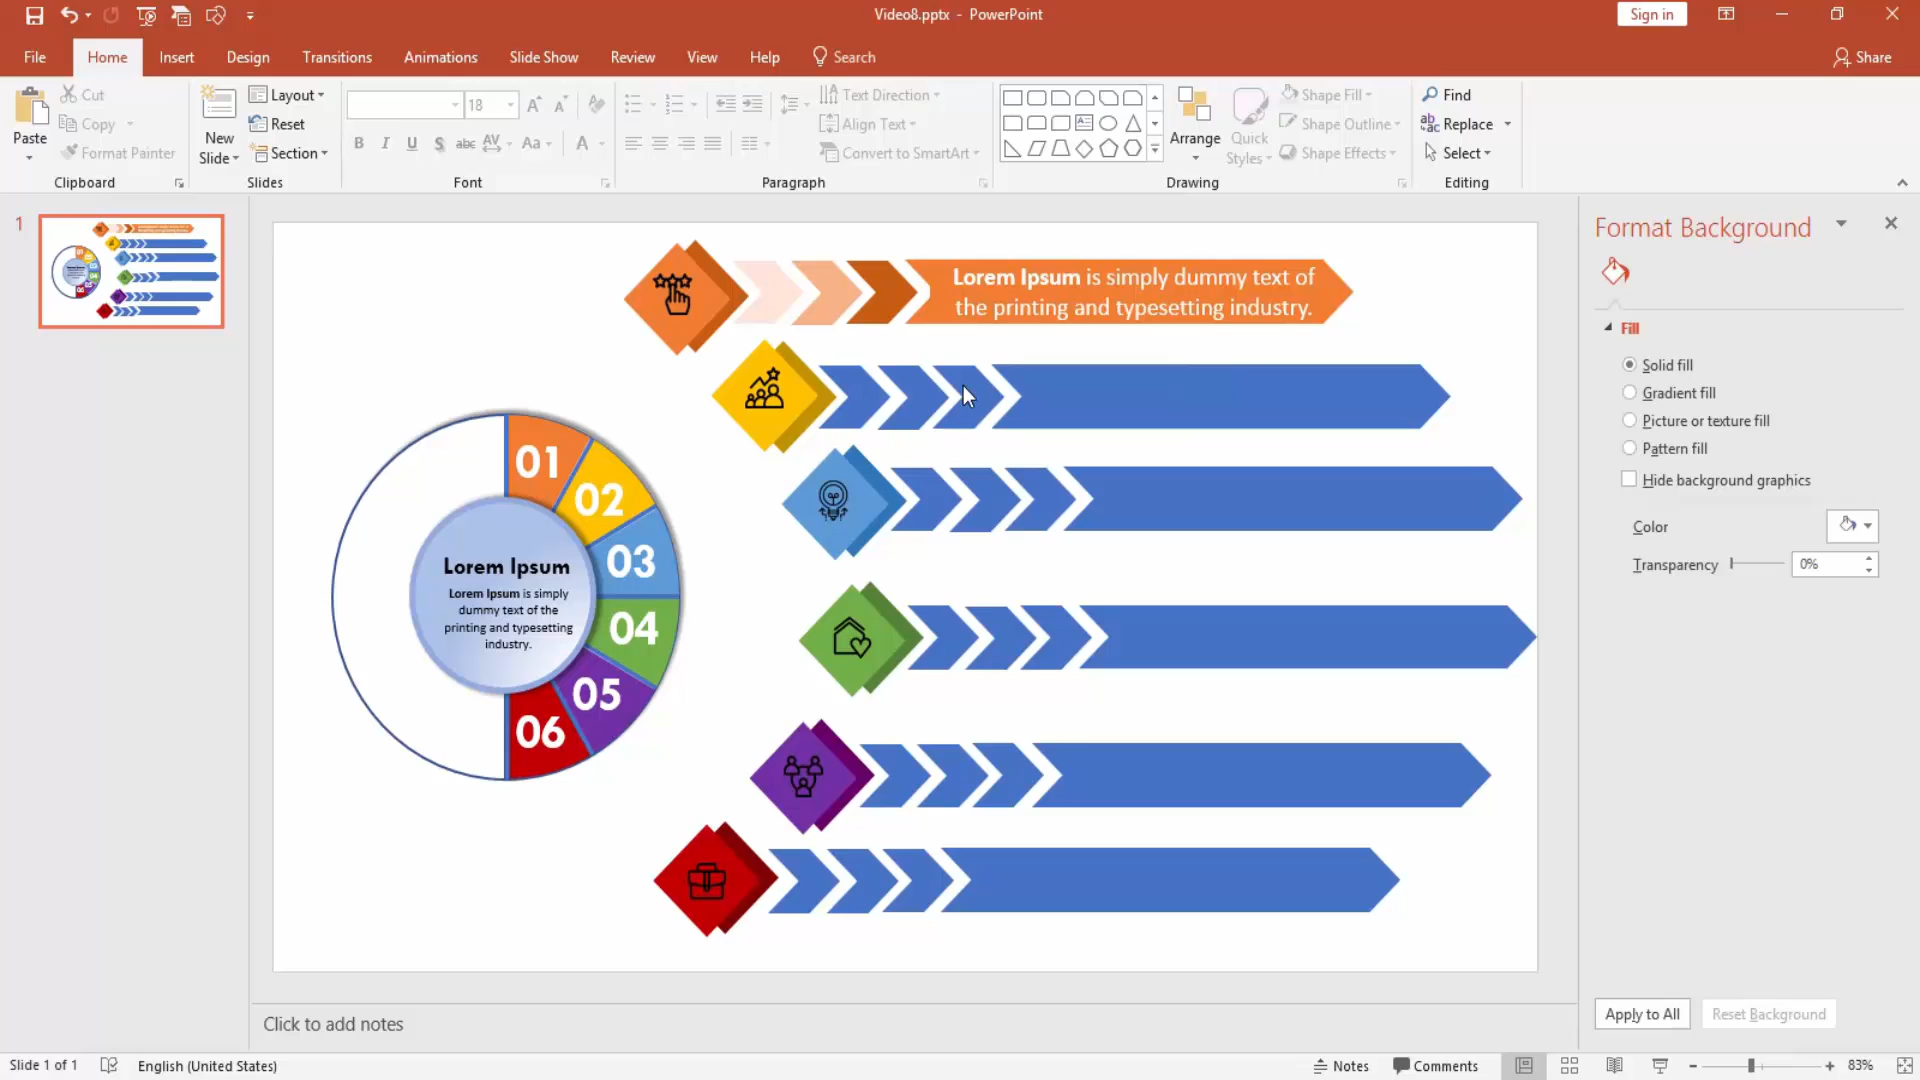 Video8.pptx - PowerPoint
Sign in
File
Home
Insert
Design
Transitions
Animations
Slide Show
Review
View
Help
Search
Share
Paste
Cut
Copy
Format Painter
Clipboard
New
Slide
Layout
Reset
Section
Slides
18
Font
Text Direction
Align Text
Convert to SmartArt
Paragraph
Arrange
Quick
Styles
Shape Fill
Shape Outline
Shape Effects
Drawing
Find
Replace
Select
Editing
1
Lorem Ipsum is simply dummy text of
the printing and typesetting industry.
01
02
03
04
05
06
Lorem Ipsum
Lorem Ipsum is simply
dummy text of the
printing and typesetting
industry.
Format Background
Fill
Solid fill
Gradient fill
Picture or texture fill
Pattern fill
Hide background graphics
Color
Transparency
0%
Apply to All
Reset Background
Click to add notes
Slide 1 of 1
English (United States)
Notes
Comments
83%